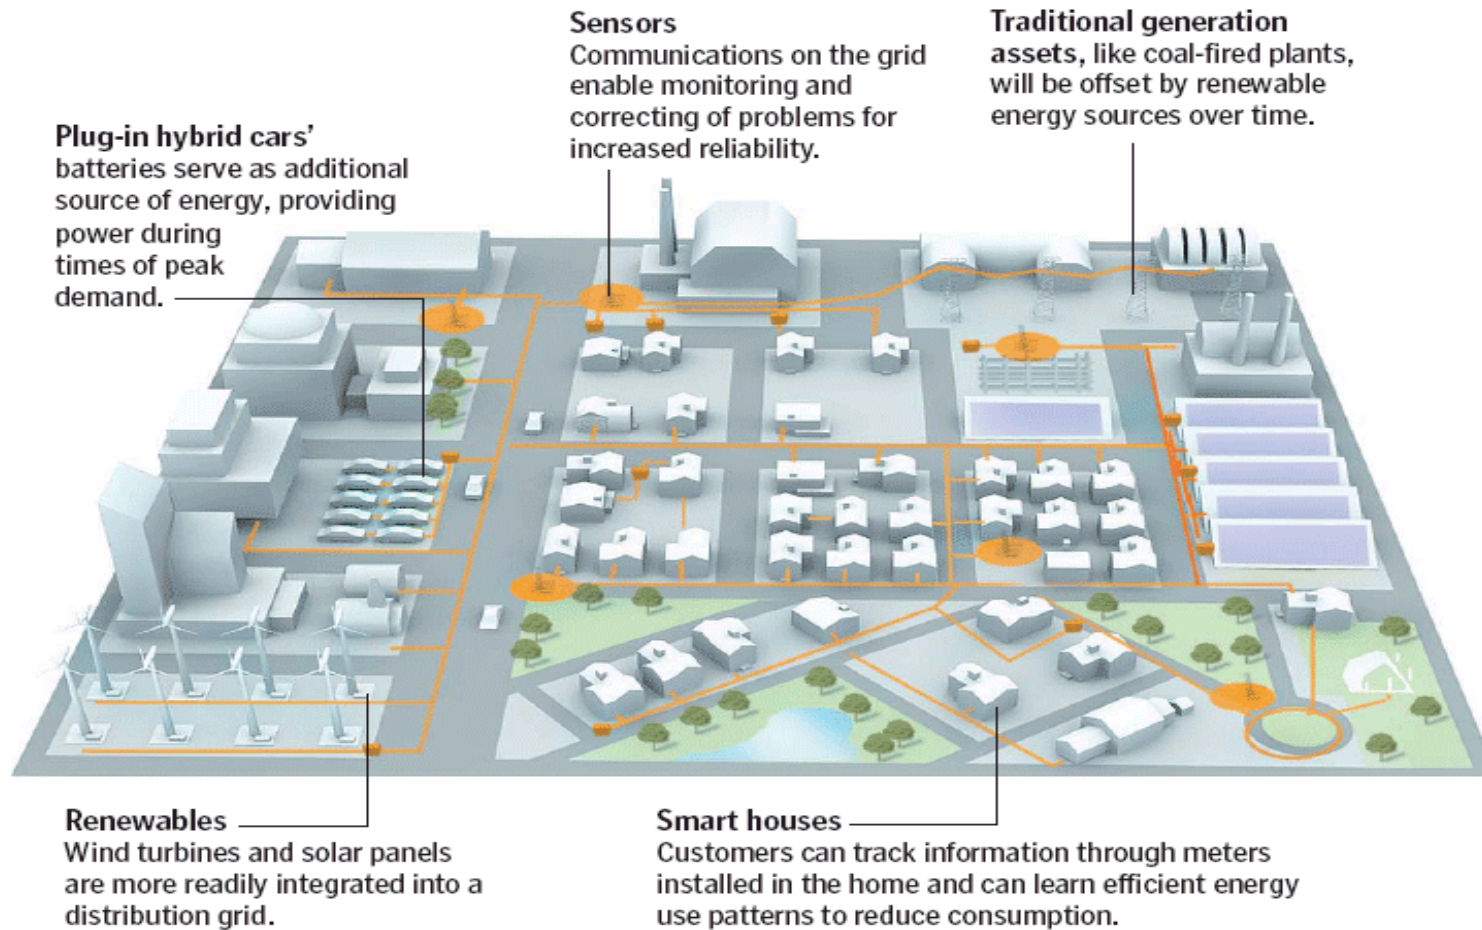 Sensors
Communications on the grid
enable monitoring and
correcting of problems for
increased reliability.
Traditional generation
assets, like coal-fired plants,
will be offset by renewable
energy sources over time.
Plug-in hybrid cars’
batteries serve as additional
source of energy, providing
power during
times of peak
demand.
Renewables
Wind turbines and solar panels
are more readily integrated into a
distribution grid.
Smart houses
Customers can track information through meters
installed in the home and can learn efficient energy
use patterns to reduce consumption.